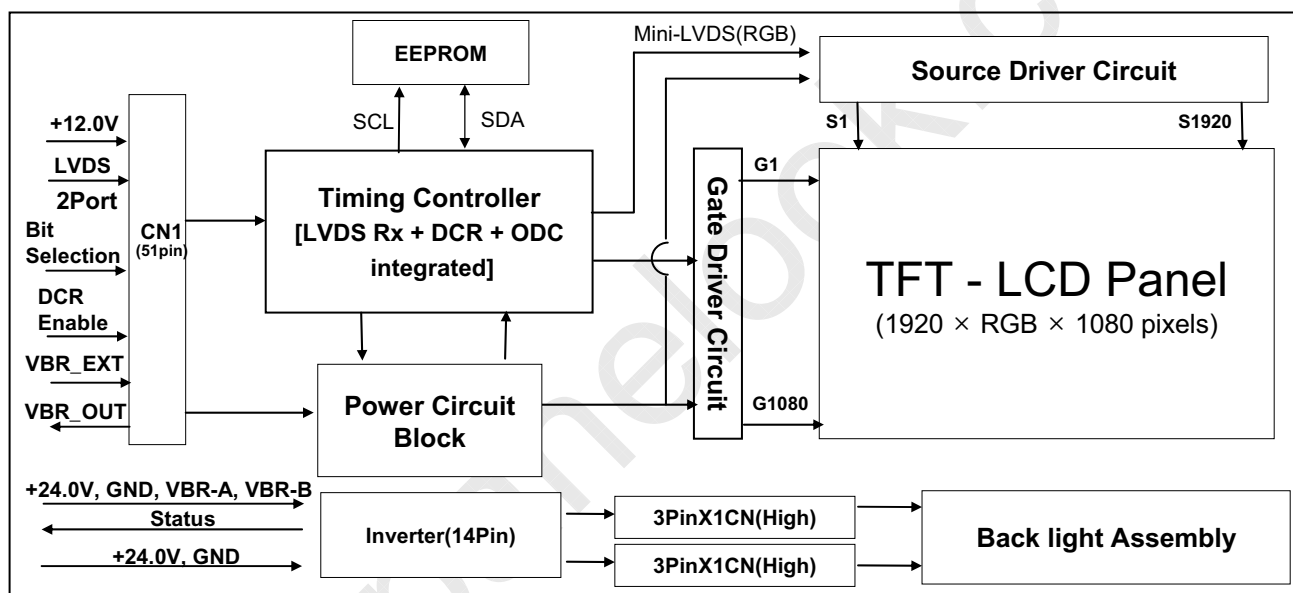 Mini-LVDS(RGB)
EEPROM
Source Driver Circuit
+12.0V
SCL
SDA
S1
S1920
LVDS
2Port
CN1
(51pin)
Timing Controller
[LVDS Rx + DCR + ODC
integrated]
Gate Driver Circuit
G1
Bit
Selection
TFT - LCD Panel
(1920 × RGB × 1080 pixels)
DCR
Enable
VBR_EXT
VBR_OUT
Power Circuit
Block
G1080
+24.0V, GND, VBR-A, VBR-B
Status
+24.0V, GND
Inverter(14Pin)
3PinX1CN(High)
3PinX1CN(High)
Back light Assembly